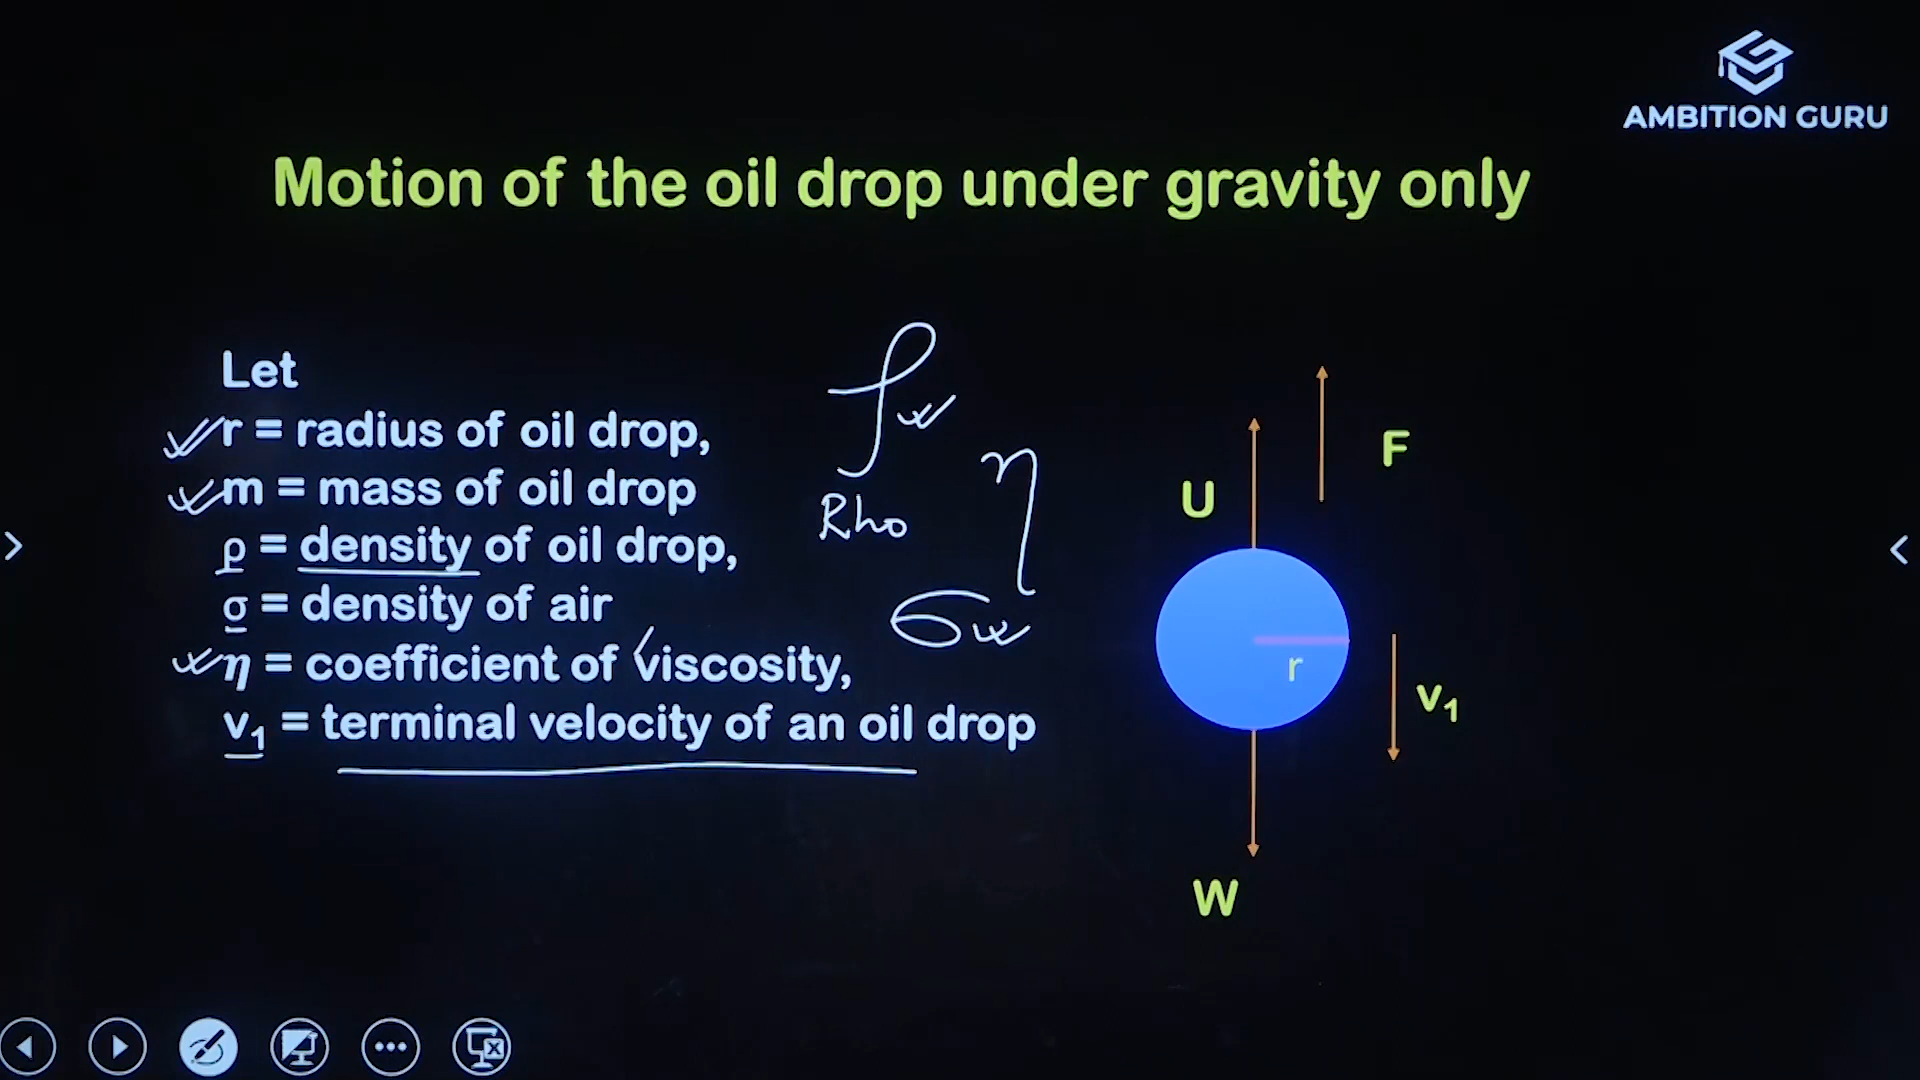 AMBITION GURU
Motion of the oil drop under gravity only
Let
r = radius of oil drop,
m = mass of oil drop
ρ = density of oil drop,
σ = density of air
η = coefficient of viscosity,
v₁ = terminal velocity of an oil drop
ρ
Rho
η
σ
F
U
r
v₁
W